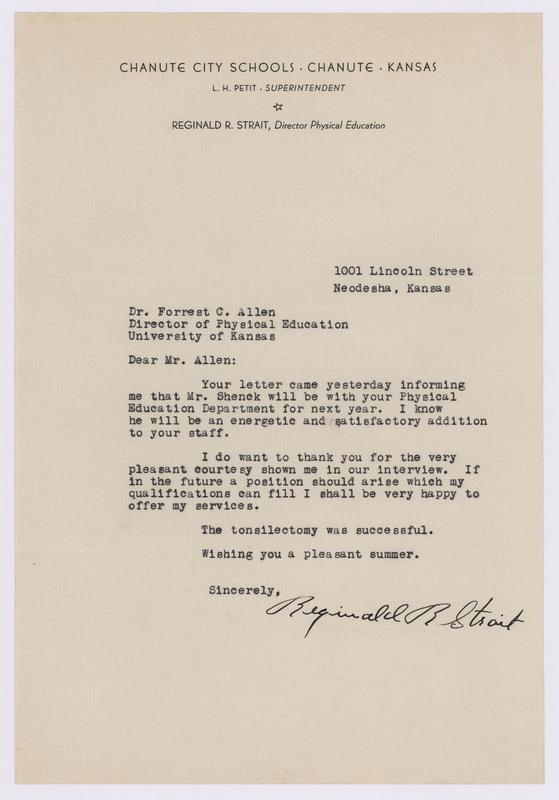 CHANUTE CITY SCHOOLS · CHANUTE · KANSAS
L. H. PETIT · SUPERINTENDENT
REGINALD R. STRAIT, Director Physical Education
1001 Lincoln Street
Neodesha, Kansas
Dr. Forrest C. Allen
Director of Physical Education
University of Kansas
Dear Mr. Allen:
Your letter came yesterday informing
me that Mr. Shenck will be with your Physical
Education Department for next year. I know
he will be an energetic and satisfactory addition
to your staff.
I do want to thank you for the very
pleasant courtesy shown me in our interview. If
in the future a position should arise which my
qualifications can fill I shall be very happy to
offer my services.
The tonsilectomy was successful.
Wishing you a pleasant summer.
Sincerely,
Reginald R Strait